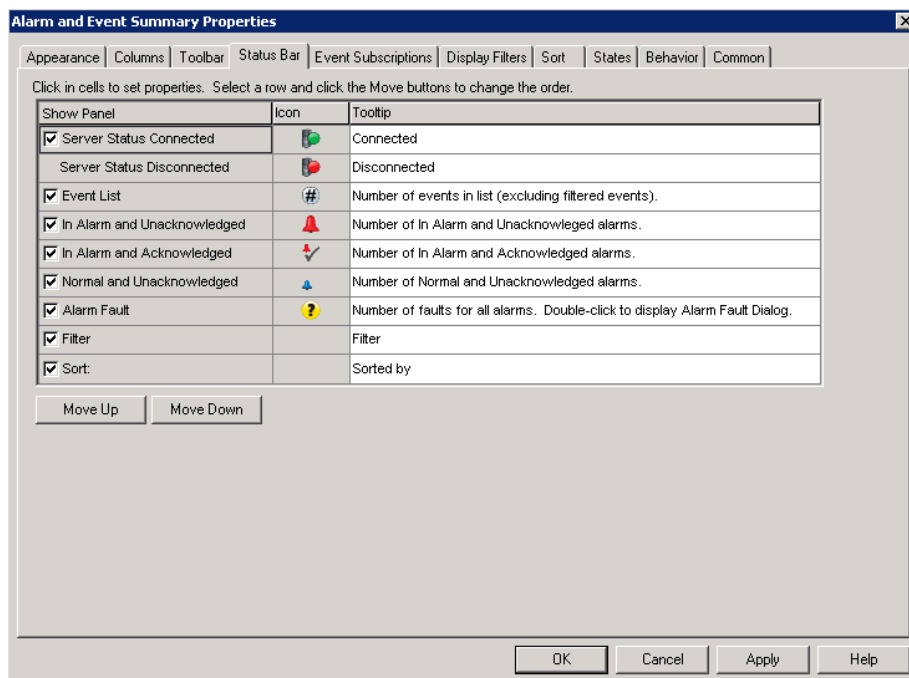 Alarm and Event Summary Properties
Appearance Columns Toolbar Status Bar Event Subscriptions Display Filters Sort States Behavior Common
Click in cells to set properties. Select a row and click the Move buttons to change the order.
Show Panel Icon Tooltip
Server Status Connected Connected
Server Status Disconnected Disconnected
Event List # Number of events in list (excluding filtered events).
In Alarm and Unacknowledged Number of In Alarm and Unacknowleged alarms.
In Alarm and Acknowledged Number of In Alarm and Acknowledged alarms.
Normal and Unacknowledged Number of Normal and Unacknowledged alarms.
Alarm Fault ? Number of faults for all alarms. Double-click to display Alarm Fault Dialog.
Filter Filter
Sort: Sorted by
Move Up Move Down
OK Cancel Apply Help